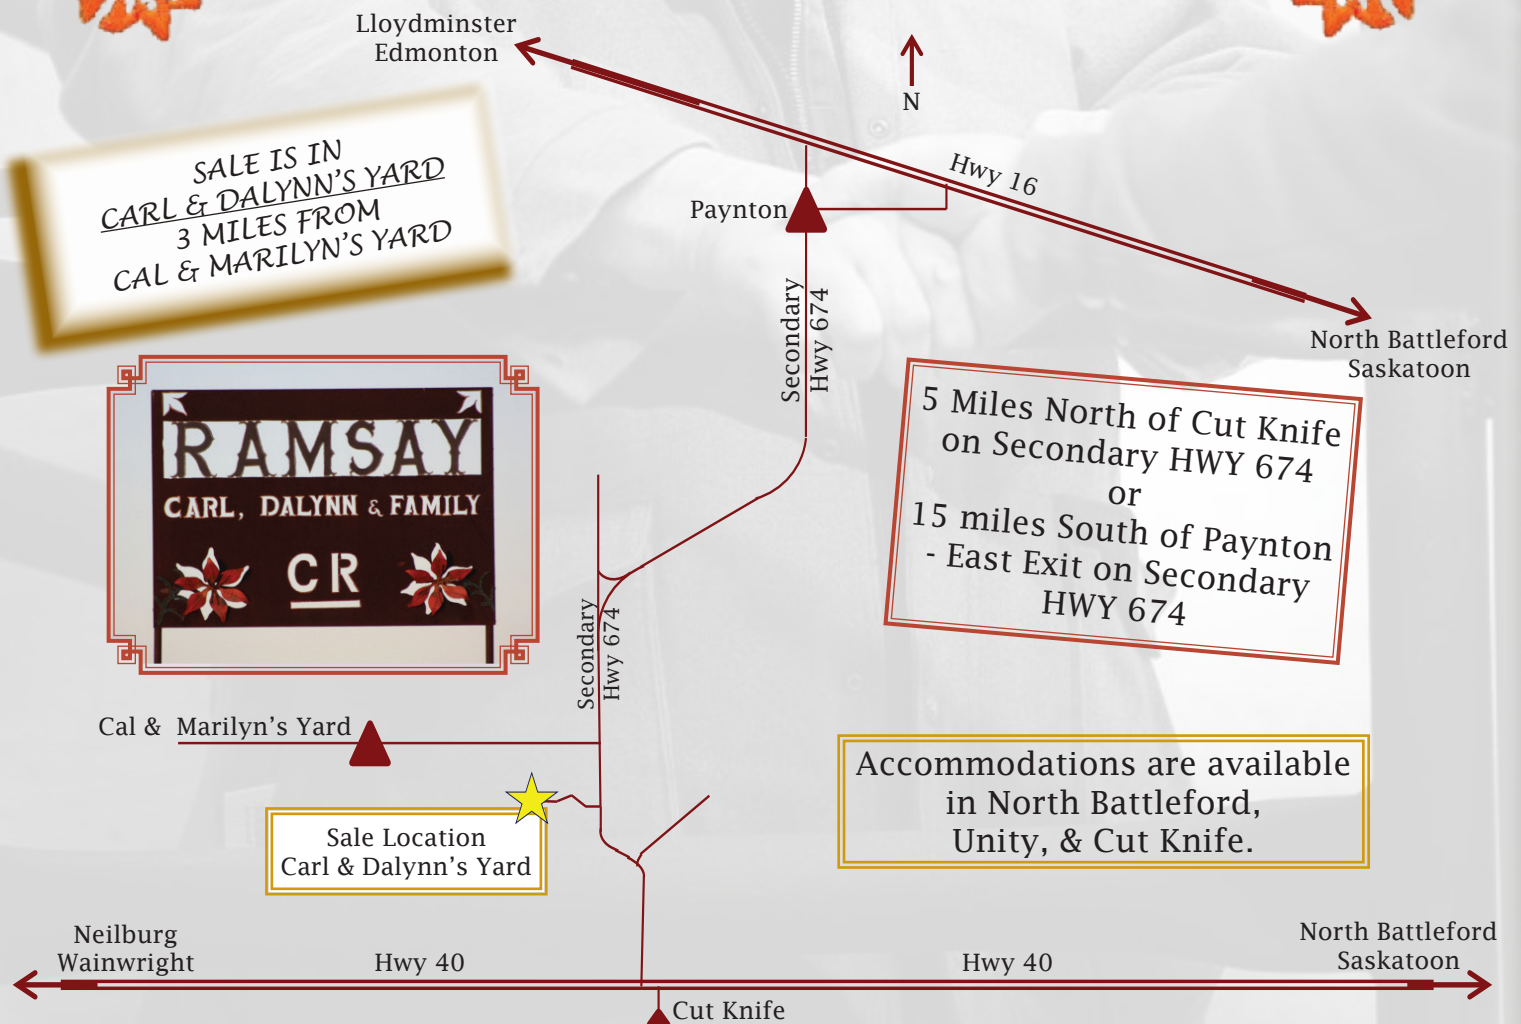 Lloydminster
Edmonton
N
SALE IS IN
CARL & DALYNN'S YARD
3 MILES FROM
CAL & MARILYN'S YARD
Hwy 16
Paynton
Secondary
Hwy 674
North Battleford
Saskatoon
RAMSAY
CARL, DALYNN & FAMILY
CR
5 Miles North of Cut Knife
on Secondary HWY 674
or
15 miles South of Paynton
- East Exit on Secondary
HWY 674
Secondary
Hwy 674
Cal & Marilyn's Yard
Accommodations are available
in North Battleford,
Unity, & Cut Knife.
Sale Location
Carl & Dalynn's Yard
Neilburg
Wainwright
Hwy 40
Hwy 40
North Battleford
Saskatoon
Cut Knife